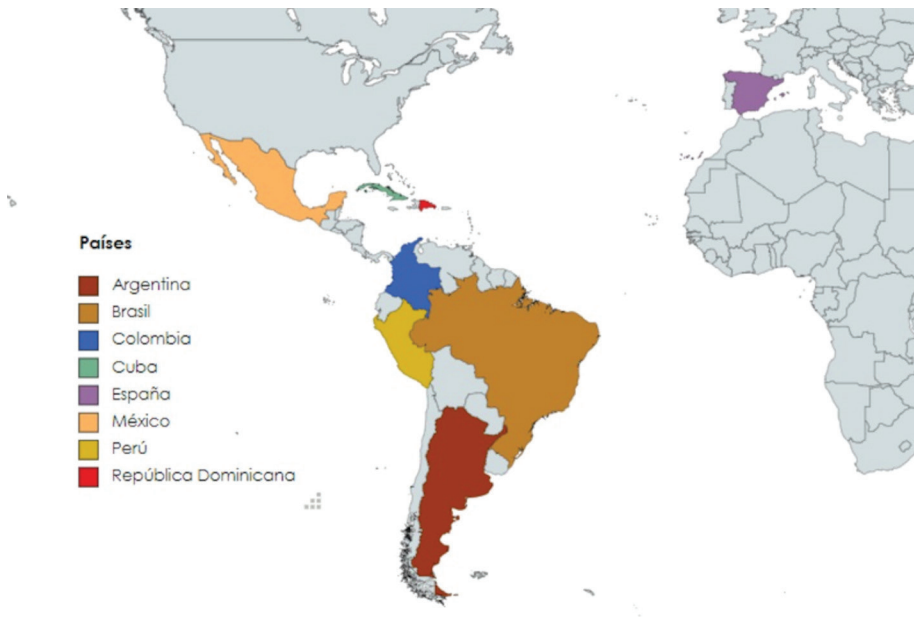 Países
Argentina
Brasil
Colombia
Cuba
España
México
Perú
República Dominicana